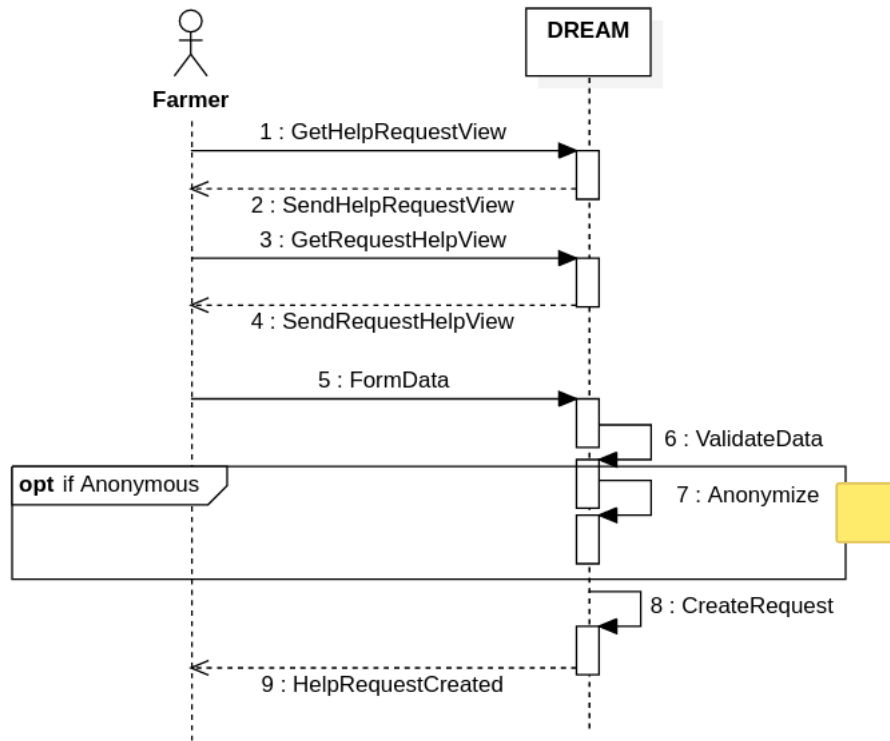 DREAM
Farmer
1 : GetHelpRequestView
2 : SendHelpRequestView
3 : GetRequestHelpView
4 : SendRequestHelpView
5 : FormData
6 : ValidateData
opt if Anonymous
7 : Anonymize
8 : CreateRequest
9 : HelpRequestCreated